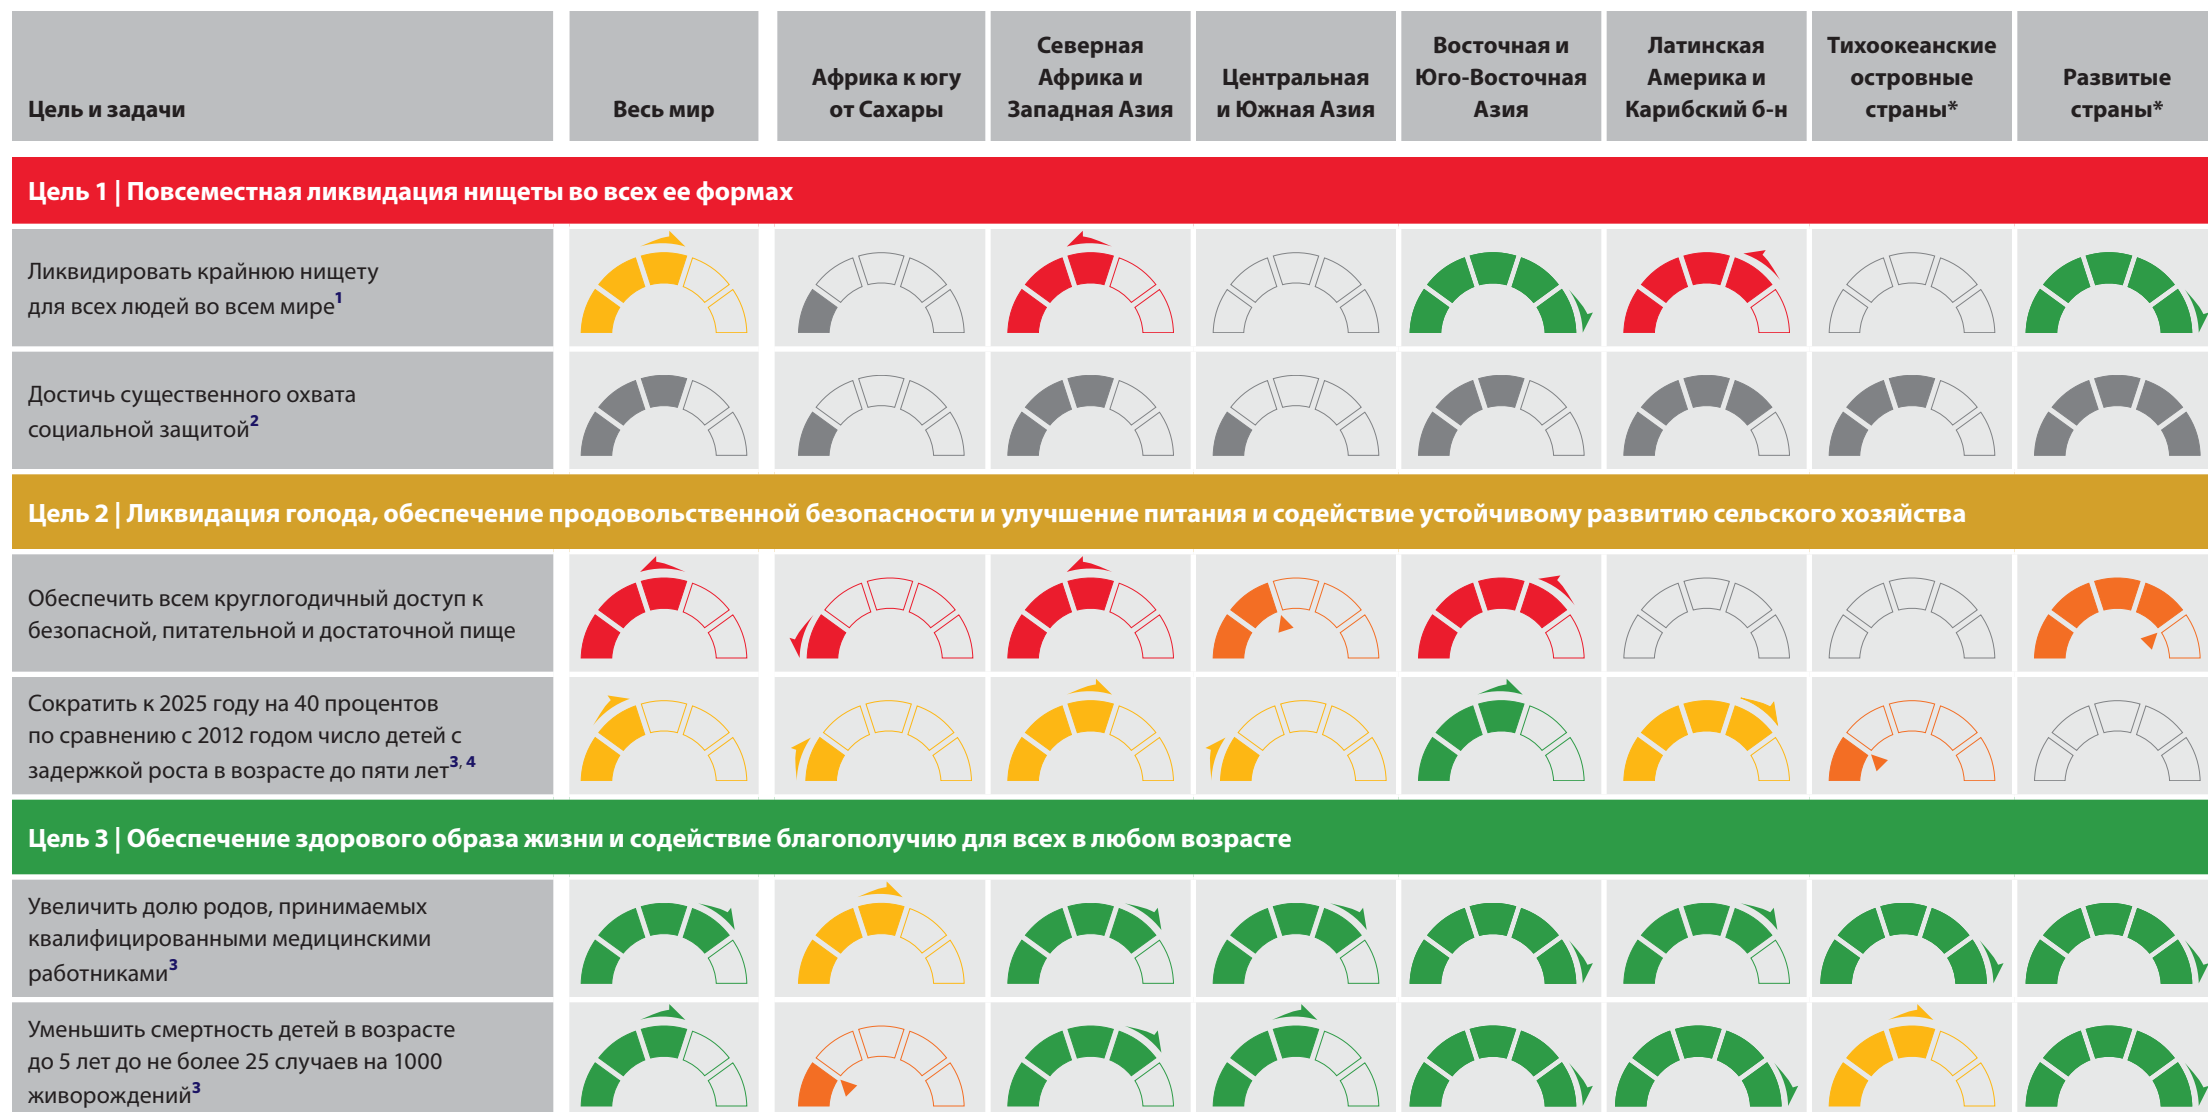 Цель и задачи
Весь мир
Африка к югу
от Сахары
Северная
Африка и
Западная Азия
Центральная
и Южная Азия
Восточная и
Юго-Восточная
Азия
Латинская
Америка и
Карибский б-н
Тихоокеанские
островные
страны*
Развитые
страны*
Цель 1 | Повсеместная ликвидация нищеты во всех ее формах
Ликвидировать крайнюю нищету
для всех людей во всем мире1
Достичь существенного охвата
социальной защитой2
Цель 2 | Ликвидация голода, обеспечение продовольственной безопасности и улучшение питания и содействие устойчивому развитию сельского хозяйства
Обеспечить всем круглогодичный доступ к
безопасной, питательной и достаточной пище
Сократить к 2025 году на 40 процентов
по сравнению с 2012 годом число детей с
задержкой роста в возрасте до пяти лет3, 4
Цель 3 | Обеспечение здорового образа жизни и содействие благополучию для всех в любом возрасте
Увеличить долю родов, принимаемых
квалифицированными медицинскими
работниками3
Уменьшить смертность детей в возрасте
до 5 лет до не более 25 случаев на 1000
живорождений3